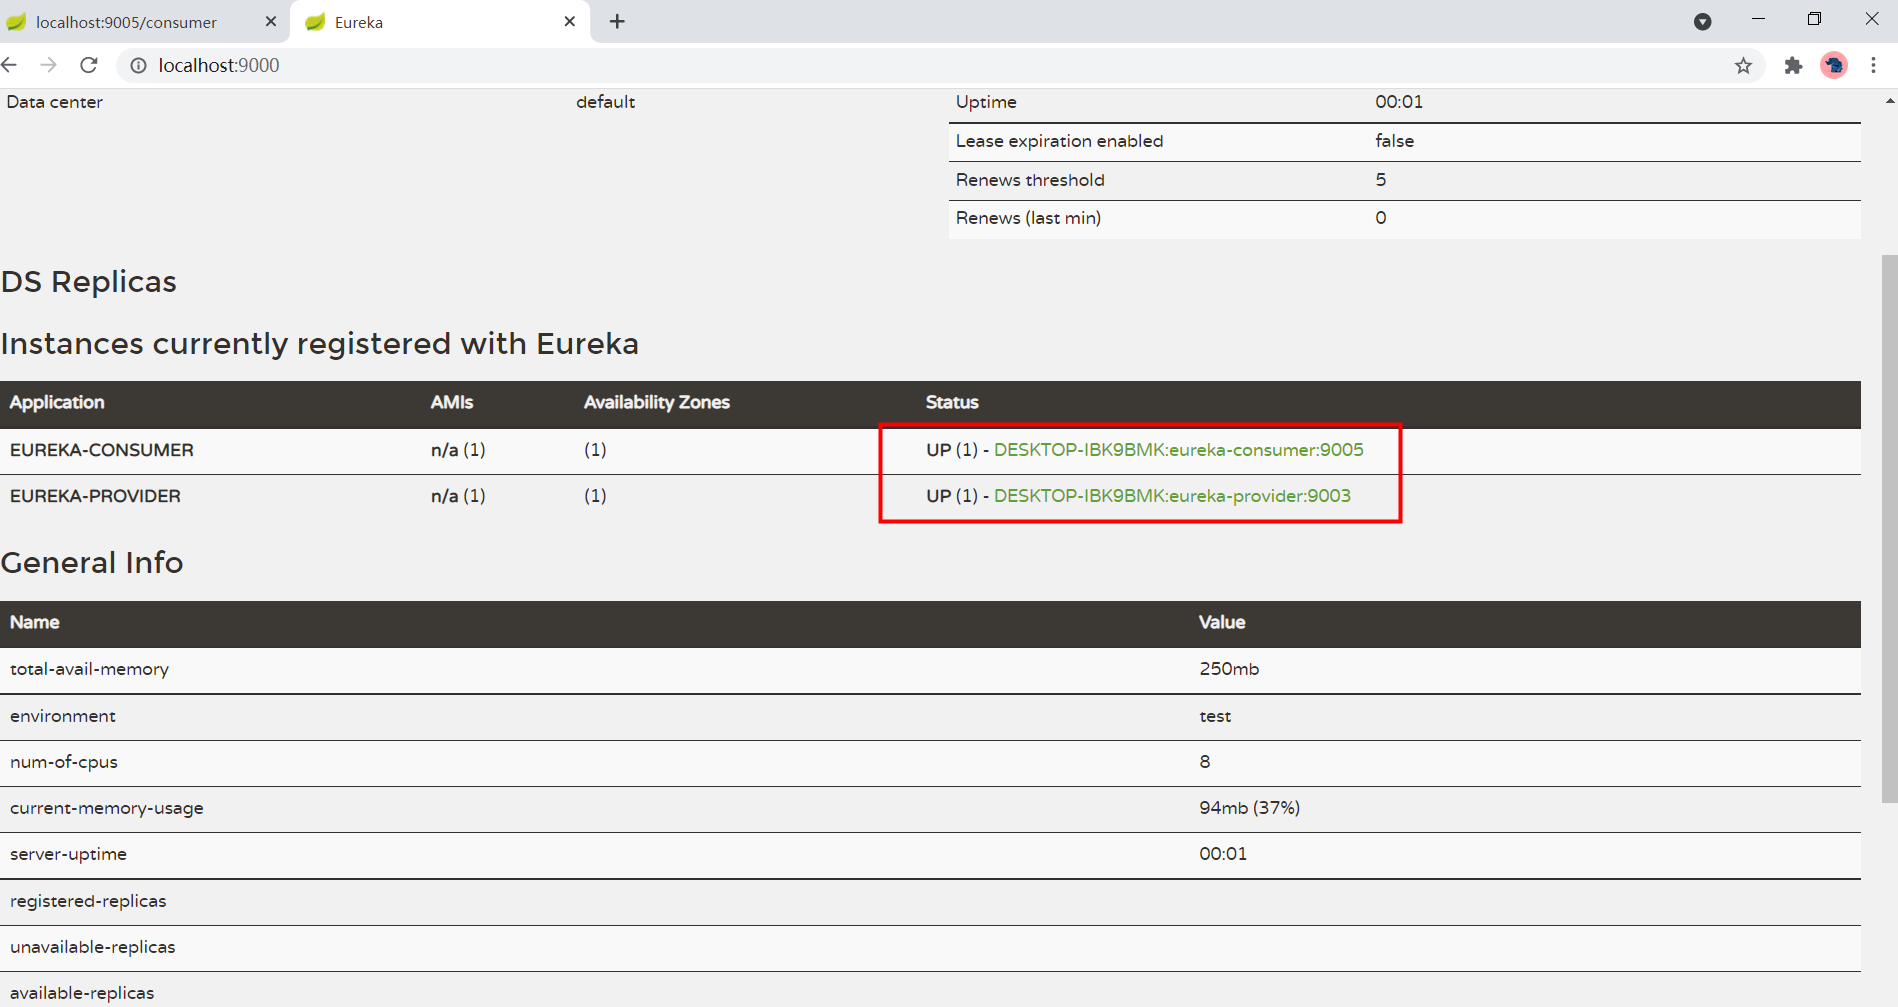 localhost:9005/consumer
Eureka
localhost:9000
Data center default
Uptime 00:01
Lease expiration enabled false
Renews threshold 5
Renews (last min) 0
DS Replicas
Instances currently registered with Eureka
Application AMIs Availability Zones Status
EUREKA-CONSUMER n/a (1) (1) UP (1) - DESKTOP-IBK9BMK:eureka-consumer:9005
EUREKA-PROVIDER n/a (1) (1) UP (1) - DESKTOP-IBK9BMK:eureka-provider:9003
General Info
Name Value
total-avail-memory 250mb
environment test
num-of-cpus 8
current-memory-usage 94mb (37%)
server-uptime 00:01
registered-replicas
unavailable-replicas
available-replicas